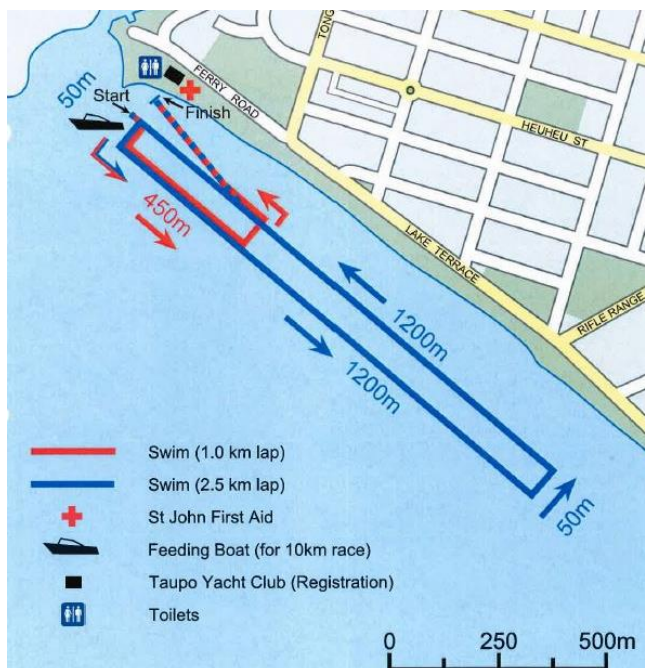 TONG
FERRY ROAD
50m
Start
Finish
HEUHEU ST
450m
LAKE TERRACE
RIFLE RANGE
1200m
1200m
50m
Swim (1.0 km lap)
Swim (2.5 km lap)
St John First Aid
Feeding Boat (for 10km race)
Taupo Yacht Club (Registration)
Toilets
0 250 500m